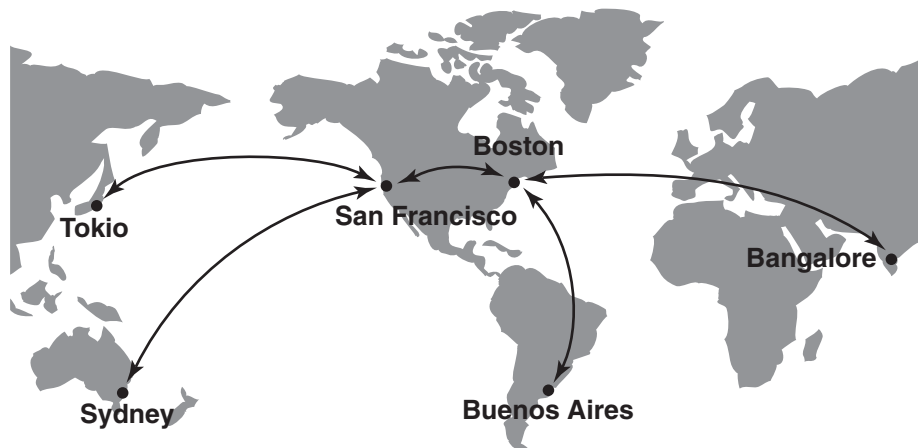 Boston
Tokio
San Francisco
Bangalore
Sydney
Buenos Aires